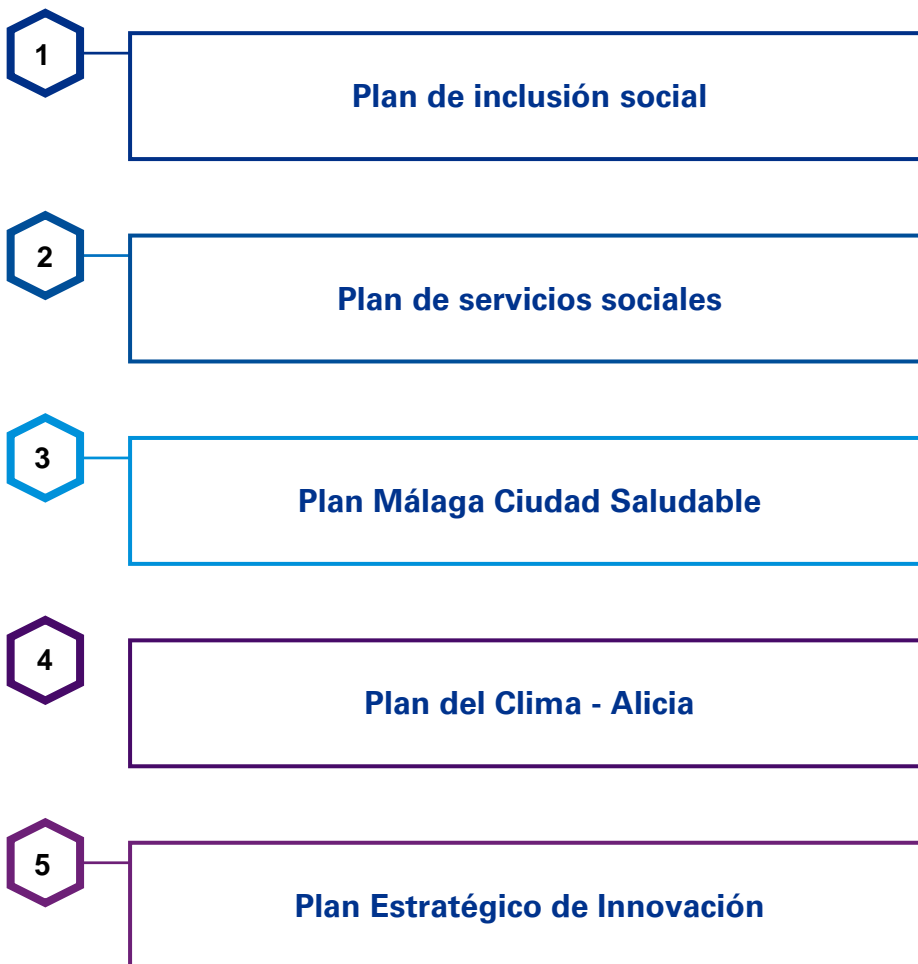 1
Plan de inclusión social
2
Plan de servicios sociales
3
Plan Málaga Ciudad Saludable
4
Plan del Clima - Alicia
5
Plan Estratégico de Innovación